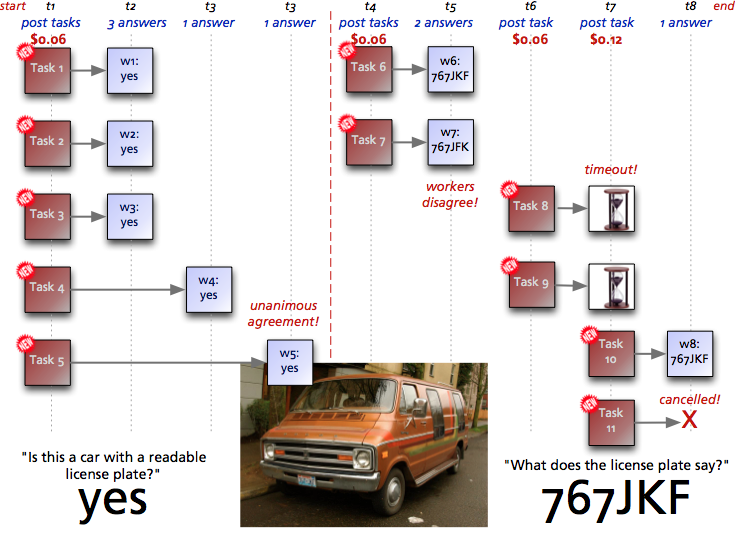 start t1 t2 t3 t3 t4 t5 t6 t7 t8 end
post tasks 3 answers 1 answer 1 answer post tasks 2 answers post task post task 1 answer
$0.06 $0.06 $0.06 $0.12
NEW
Task 1
w1:
yes
NEW
Task 6
w6:
767JKF
NEW
Task 2
w2:
yes
NEW
Task 7
w7:
767JFK
workers
disagree!
timeout!
NEW
Task 3
w3:
yes
NEW
Task 8
NEW
Task 4
w4:
yes
NEW
Task 9
unanimous
agreement!
NEW
Task 5
w5:
yes
NEW
Task
10
w8:
767JKF
cancelled!
NEW
Task
11
X
"Is this a car with a readable
license plate?"
yes
"What does the license plate say?"
767JKF